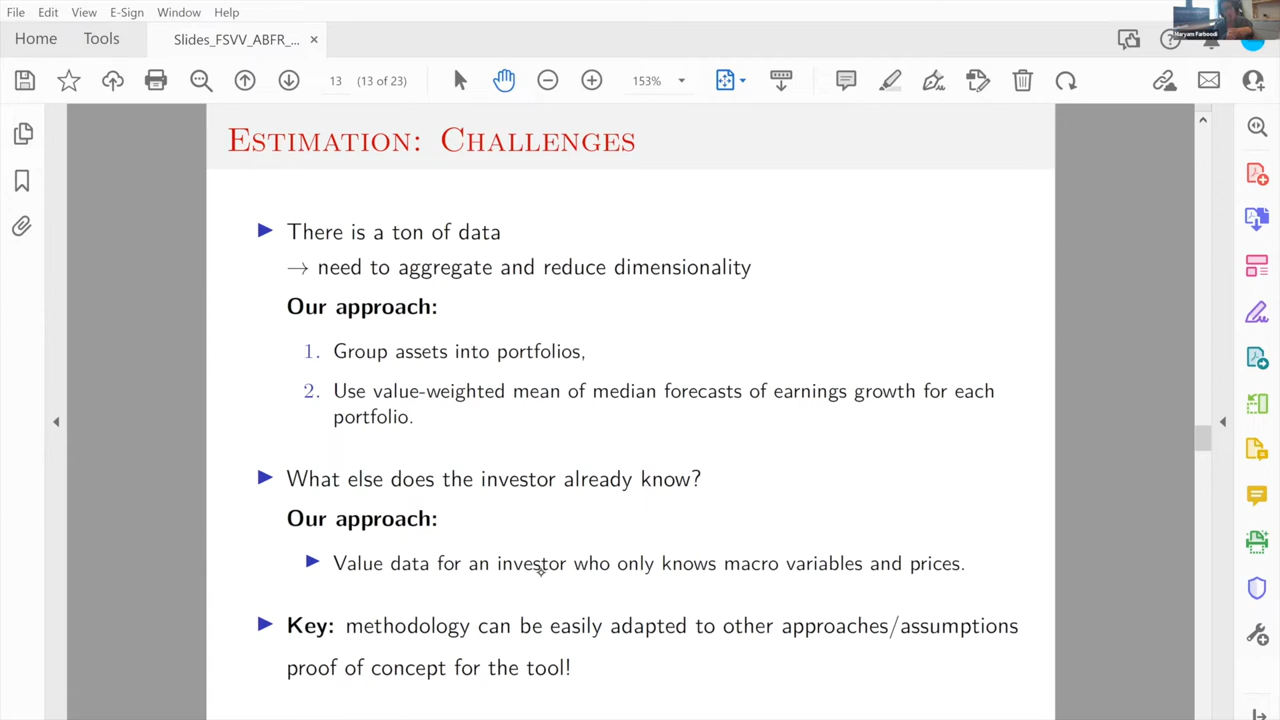 File Edit View E-Sign Window Help
Home Tools Slides_FSVV_ABFR_... ×
Maryam Farboodi
13 (13 of 23) 153%
ESTIMATION: CHALLENGES
▶ There is a ton of data
→ need to aggregate and reduce dimensionality
Our approach:
1. Group assets into portfolios,
2. Use value-weighted mean of median forecasts of earnings growth for each
portfolio.
▶ What else does the investor already know?
Our approach:
▶ Value data for an investor who only knows macro variables and prices.
▶ Key: methodology can be easily adapted to other approaches/assumptions
proof of concept for the tool!